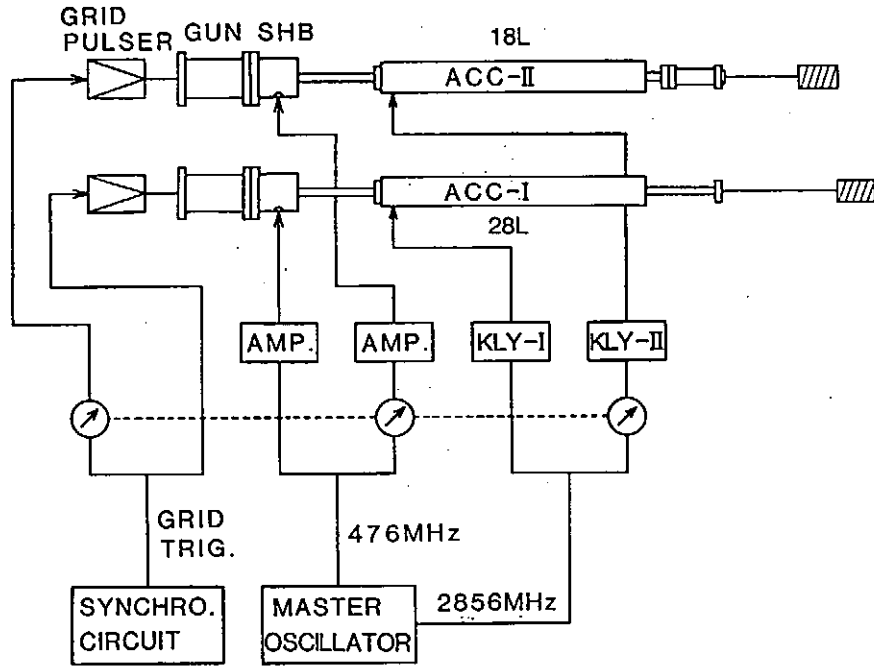 GRID
PULSER
GUN SHB
18L
ACC-II
ACC-I
28L
AMP.
AMP.
KLY-I
KLY-II
GRID
TRIG.
476MHz
2856MHz
SYNCHRO.
CIRCUIT
MASTER
OSCILLATOR